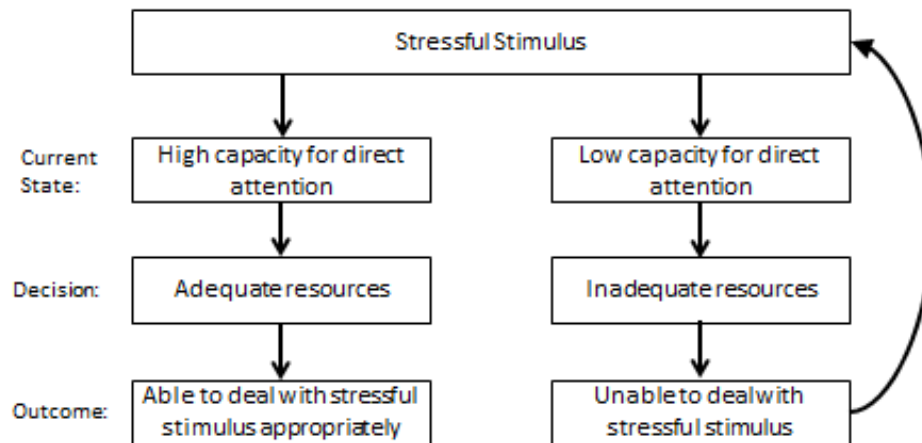 Stressful Stimulus
Current
State:
High capacity for direct
attention
Low capacity for direct
attention
Decision:
Adequate resources
Inadequate resources
Outcome:
Able to deal with stressful
stimulus appropriately
Unable to deal with
stressful stimulus